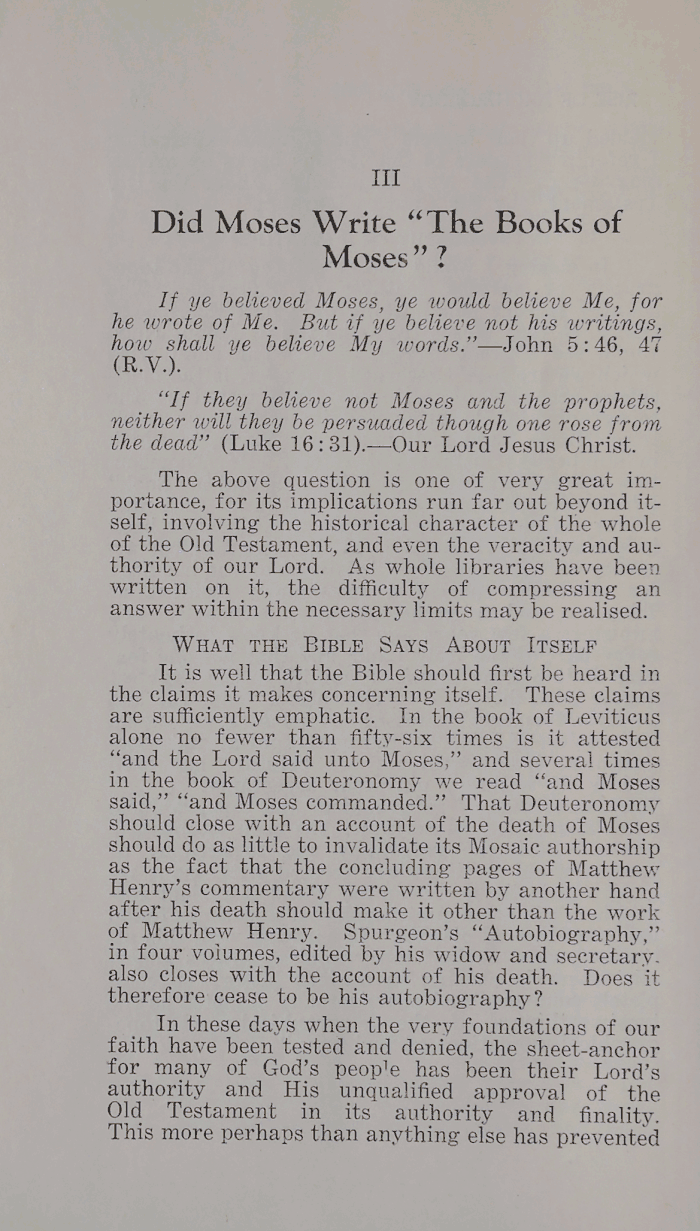 III
Did Moses Write “The Books of
Moses” ?
If ye believed Moses, ye would believe Me, for
he wrote of Me. But if ye believe not his writings,
how shall ye believe My words.”—John 5:46, 47
(R.V.).
“If they believe not Moses and the prophets,
neither will they be persuaded though one rose from
the dead” (Luke 16:31).—Our Lord Jesus Christ.
The above question is one of very great im-
portance, for its implications run far out beyond it-
self, involving the historical character of the whole
of the Old Testament, and even the veracity and au-
thority of our Lord. As whole libraries have been
written on it, the difficulty of compressing an
answer within the necessary limits may be realised.
WHAT THE BIBLE SAYS ABOUT ITSELF
It is well that the Bible should first be heard in
the claims it makes concerning itself. These claims
are sufficiently emphatic. In the book of Leviticus
alone no fewer than fifty-six times is it attested
“and the Lord said unto Moses,” and several times
in the book of Deuteronomy we read “and Moses
said,” “and Moses commanded.” That Deuteronomy
should close with an account of the death of Moses
should do as little to invalidate its Mosaic authorship
as the fact that the concluding pages of Matthew
Henry’s commentary were written by another hand
after his death should make it other than the work
of Matthew Henry. Spurgeon’s “Autobiography,”
in four volumes, edited by his widow and secretary.
also closes with the account of his death. Does it
therefore cease to be his autobiography?
In these days when the very foundations of our
faith have been tested and denied, the sheet-anchor
for many of God’s people has been their Lord’s
authority and His unqualified approval of the
Old Testament in its authority and finality.
This more perhaps than anything else has prevented